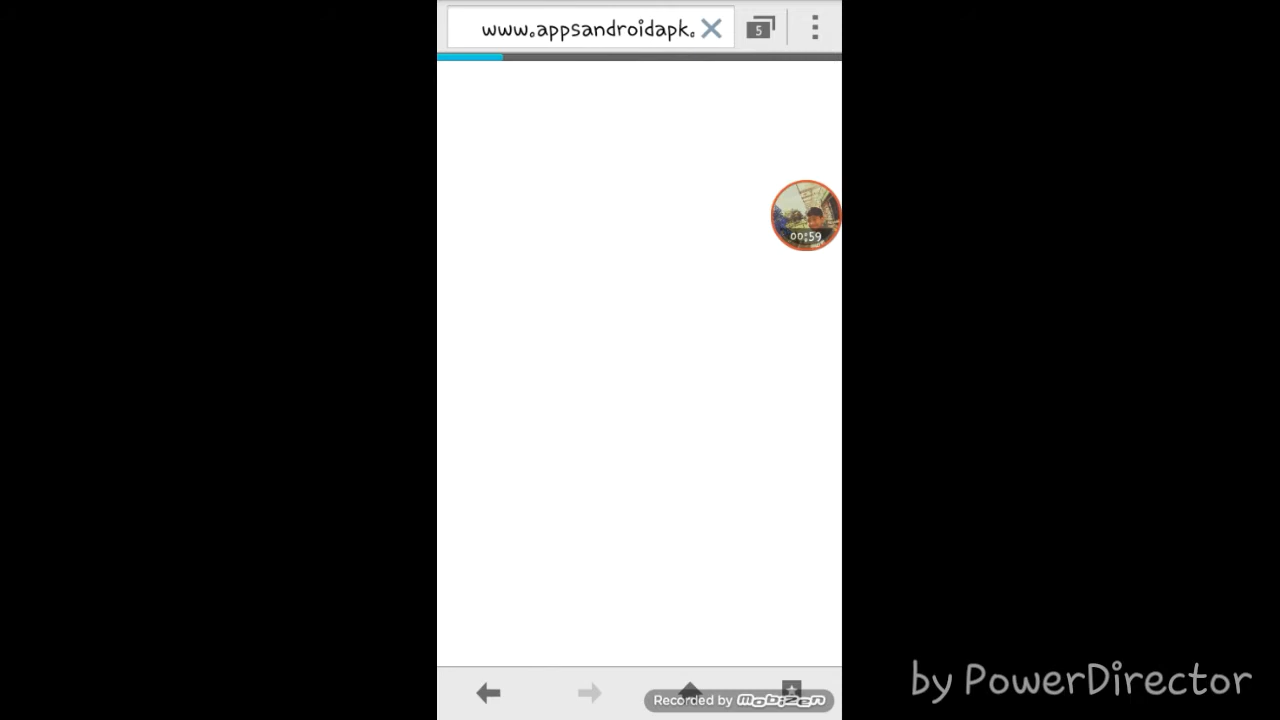 www.appsandroidapk.
5
00:59
Recorded by Mobizen
by PowerDirector